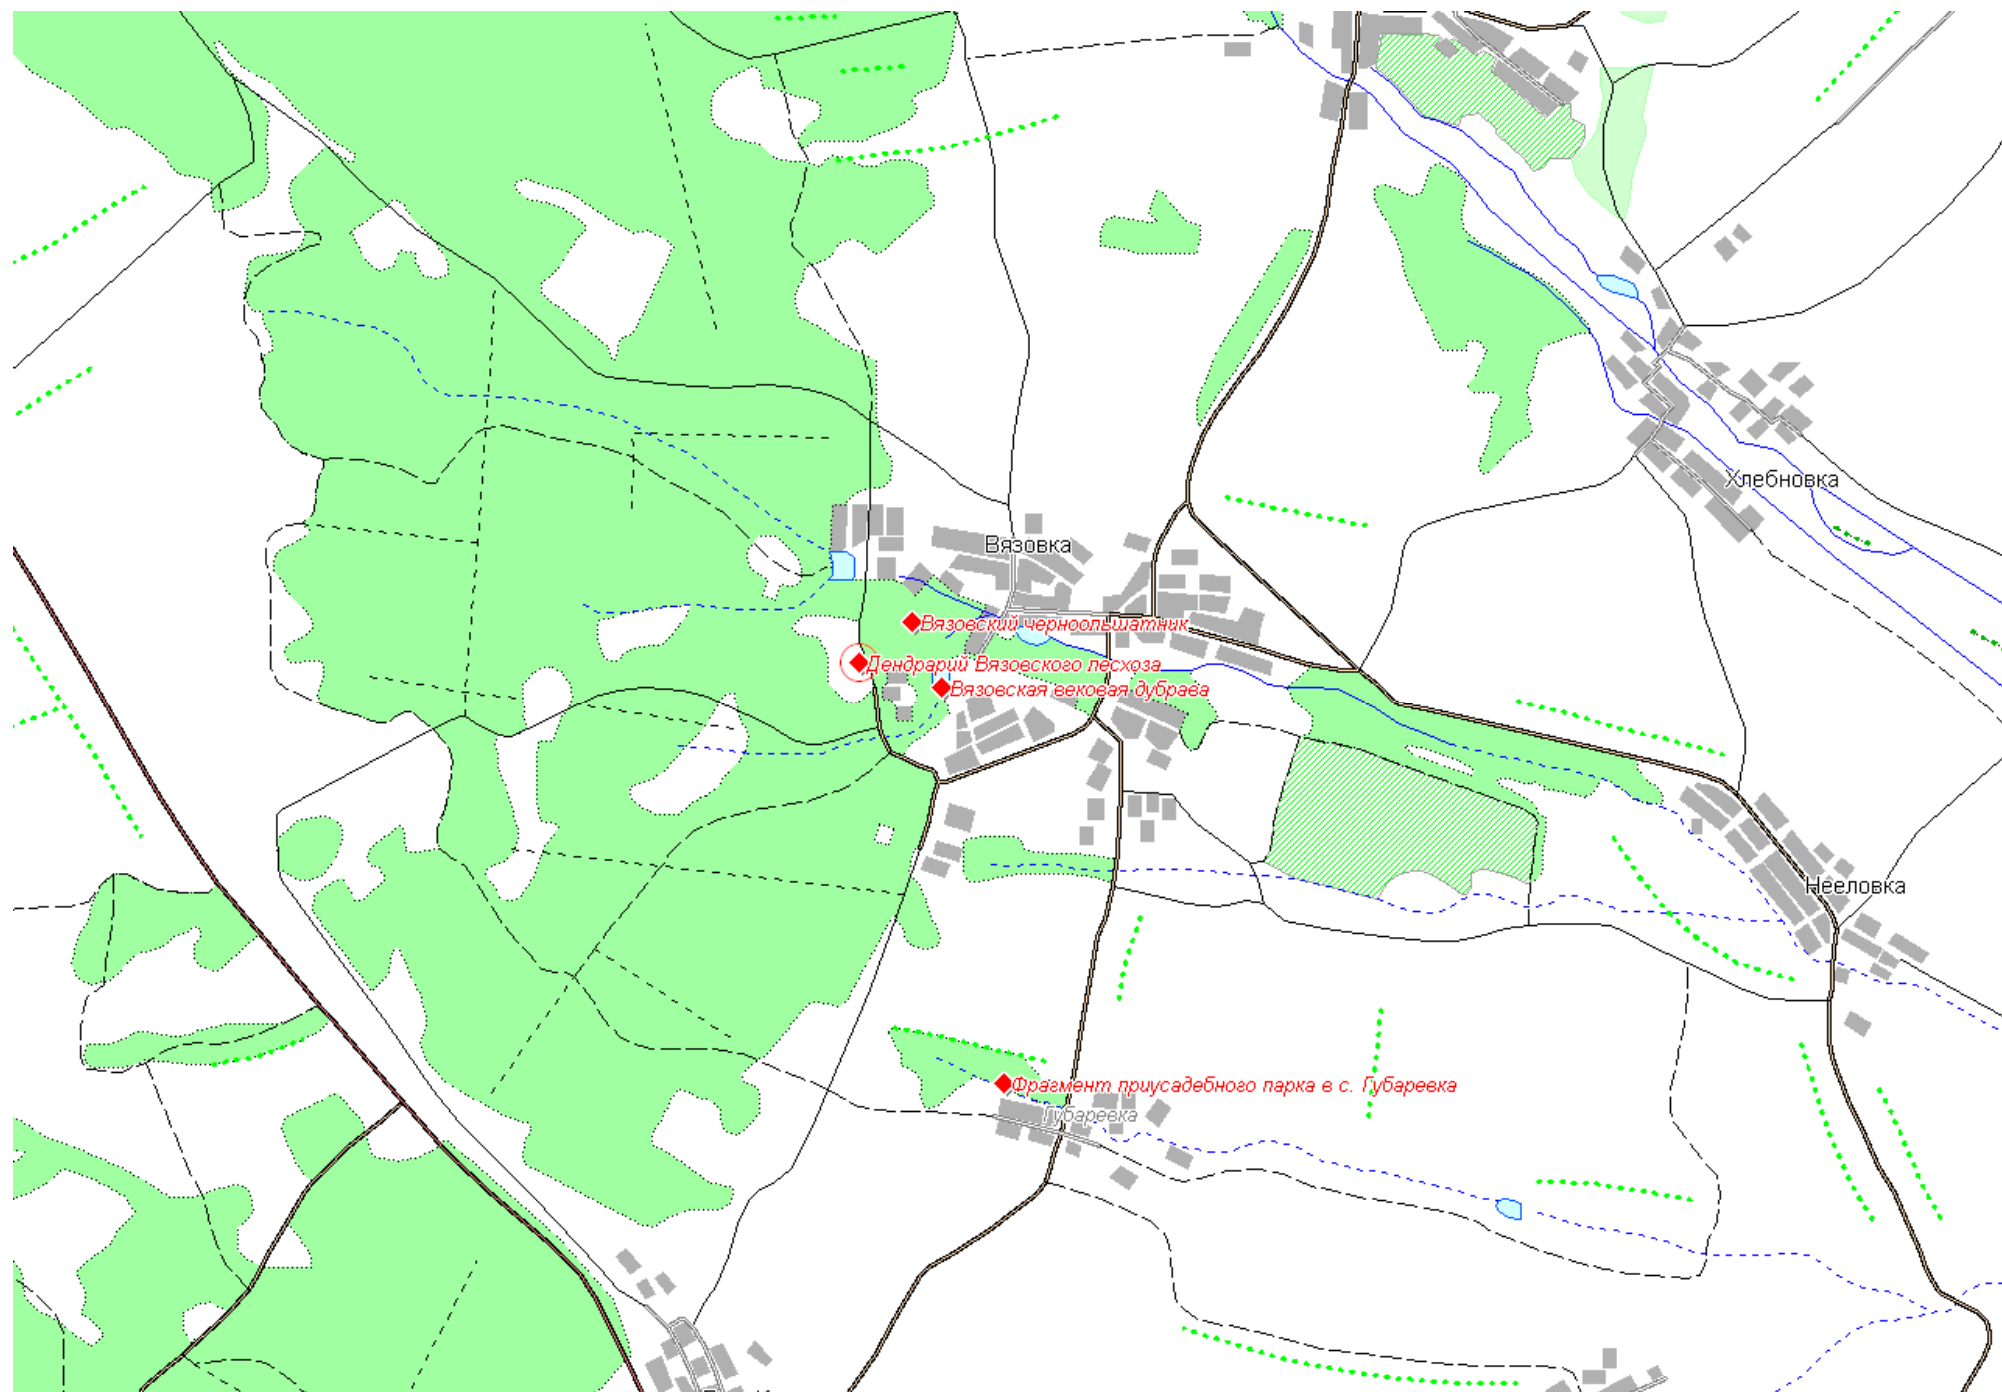 Хлебновка
Вязовка
Вязовский черноольшатник
Дендрарий Вязовского лесхоза
Вязовская вековая дубрава
Нееловка
Фрагмент приусадебного парка в с. Губаревка
Губаревка